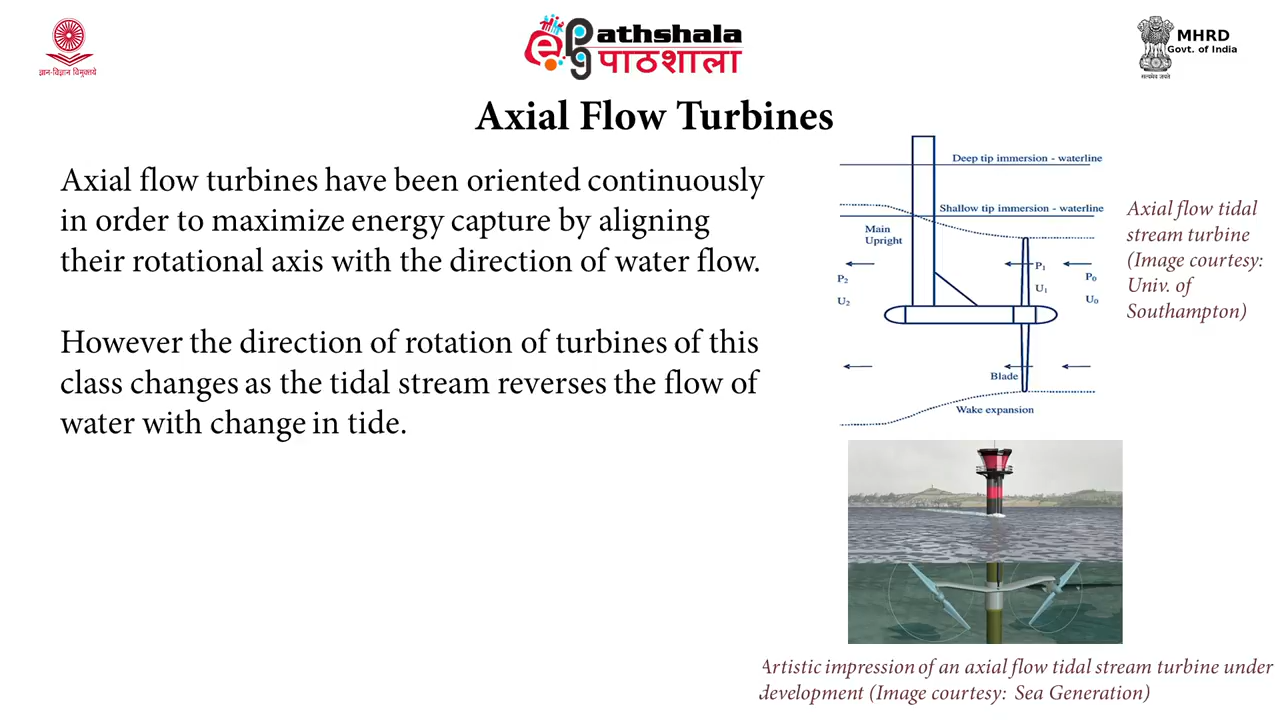 ज्ञान-विज्ञान विमुक्तये
ePathshala
पाठशाला
MHRD
Govt. of India
सत्यमेव जयते
Axial Flow Turbines
Axial flow turbines have been oriented continuously
in order to maximize energy capture by aligning
their rotational axis with the direction of water flow.
However the direction of rotation of turbines of this
class changes as the tidal stream reverses the flow of
water with change in tide.
Deep tip immersion - waterline
Shallow tip immersion - waterline
Main
Upright
P₂
U₂
P₁
U₁
P₀
U₀
Blade
Wake expansion
Axial flow tidal
stream turbine
(Image courtesy:
Univ. of
Southampton)
Artistic impression of an axial flow tidal stream turbine under
development (Image courtesy: Sea Generation)